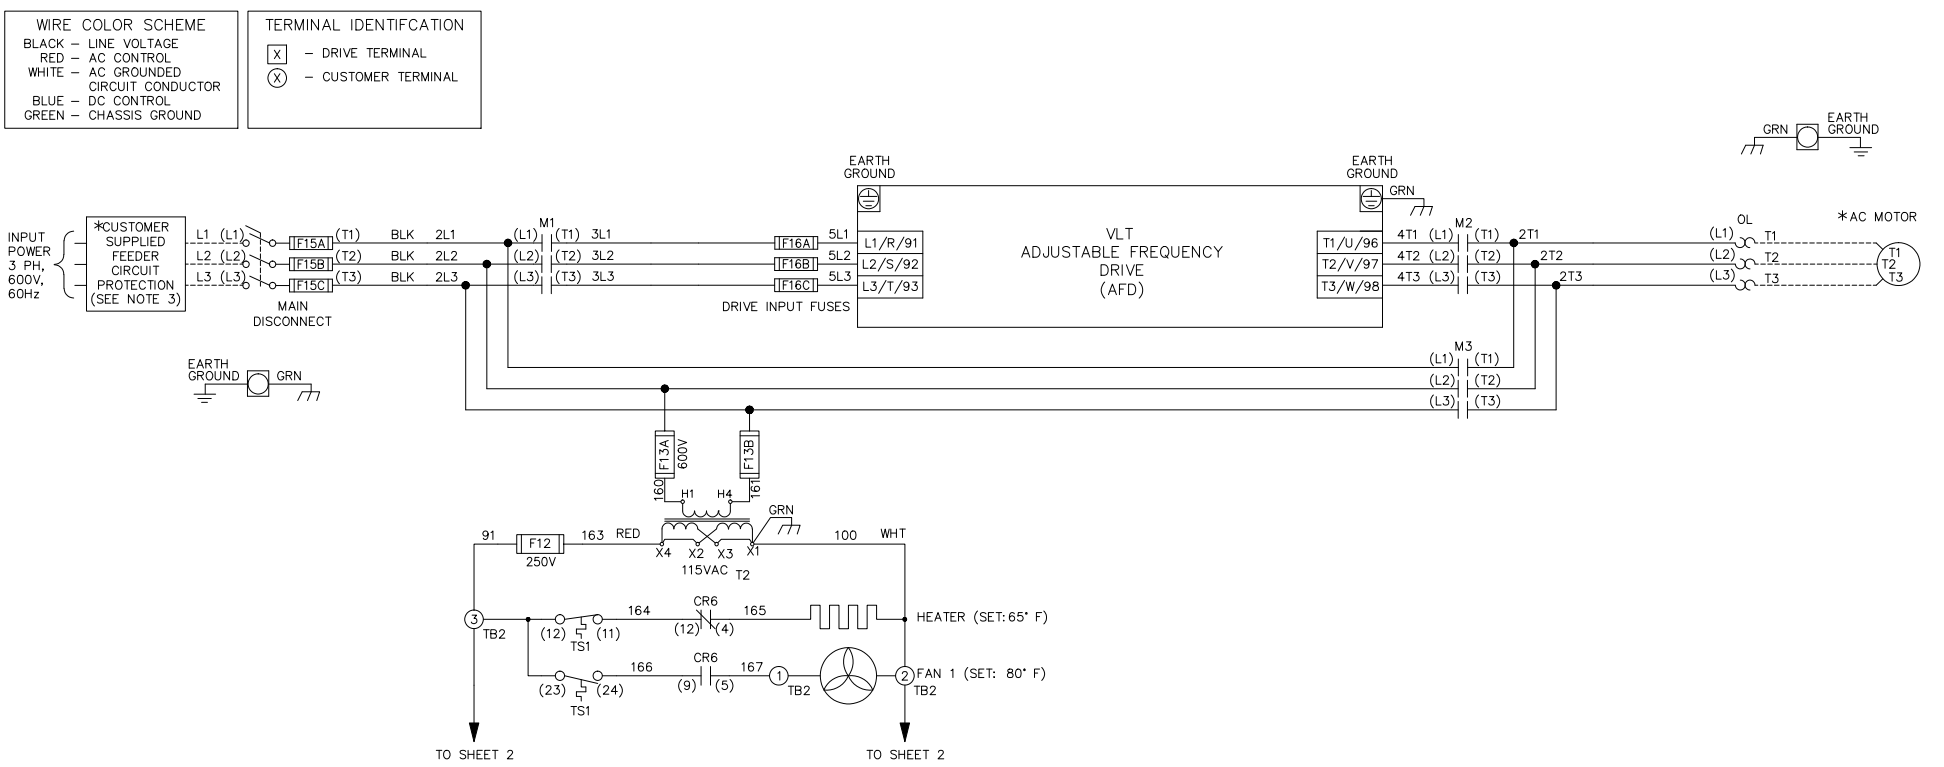 WIRE COLOR SCHEME
BLACK – LINE VOLTAGE
RED – AC CONTROL
WHITE – AC GROUNDED
CIRCUIT CONDUCTOR
BLUE – DC CONTROL
GREEN – CHASSIS GROUND
TERMINAL IDENTIFCATION
X – DRIVE TERMINAL
X – CUSTOMER TERMINAL
GRN
EARTH
GROUND
EARTH
GROUND
EARTH
GROUND
GRN
INPUT
POWER
3 PH,
600V,
60Hz
*CUSTOMER
SUPPLIED
FEEDER
CIRCUIT
PROTECTION
(SEE NOTE 3)
L1 (L1) F15A (T1) BLK 2L1 (L1) M1 (T1) 3L1 F16A 5L1 L1/R/91
L2 (L2) F15B (T2) BLK 2L2 (L2) (T2) 3L2 F16B 5L2 L2/S/92
L3 (L3) F15C (T3) BLK 2L3 (L3) (T3) 3L3 F16C 5L3 L3/T/93
MAIN
DISCONNECT
DRIVE INPUT FUSES
VLT
ADJUSTABLE FREQUENCY
DRIVE
(AFD)
T1/U/96 4T1 (L1) M2 (T1) 2T1 (L1) OL T1
T2/V/97 4T2 (L2) (T2) 2T2 (L2) T2
T3/W/98 4T3 (L3) (T3) 2T3 (L3) T3
*AC MOTOR
T1
T2
T3
EARTH
GROUND
GRN
M3
(L1) (T1)
(L2) (T2)
(L3) (T3)
F13A
600V
F13B
160
161
H1 H4
GRN
91 F12 163 RED
250V
X4 X2 X3 X1
100 WHT
115VAC T2
3
TB2
(12) (11)
TS1
164
CR6
(12) (4)
165
HEATER (SET: 65° F)
(23) (24)
TS1
166
CR6
(9) (5)
167
1
TB2
2
TB2
FAN 1 (SET: 80° F)
TO SHEET 2
TO SHEET 2